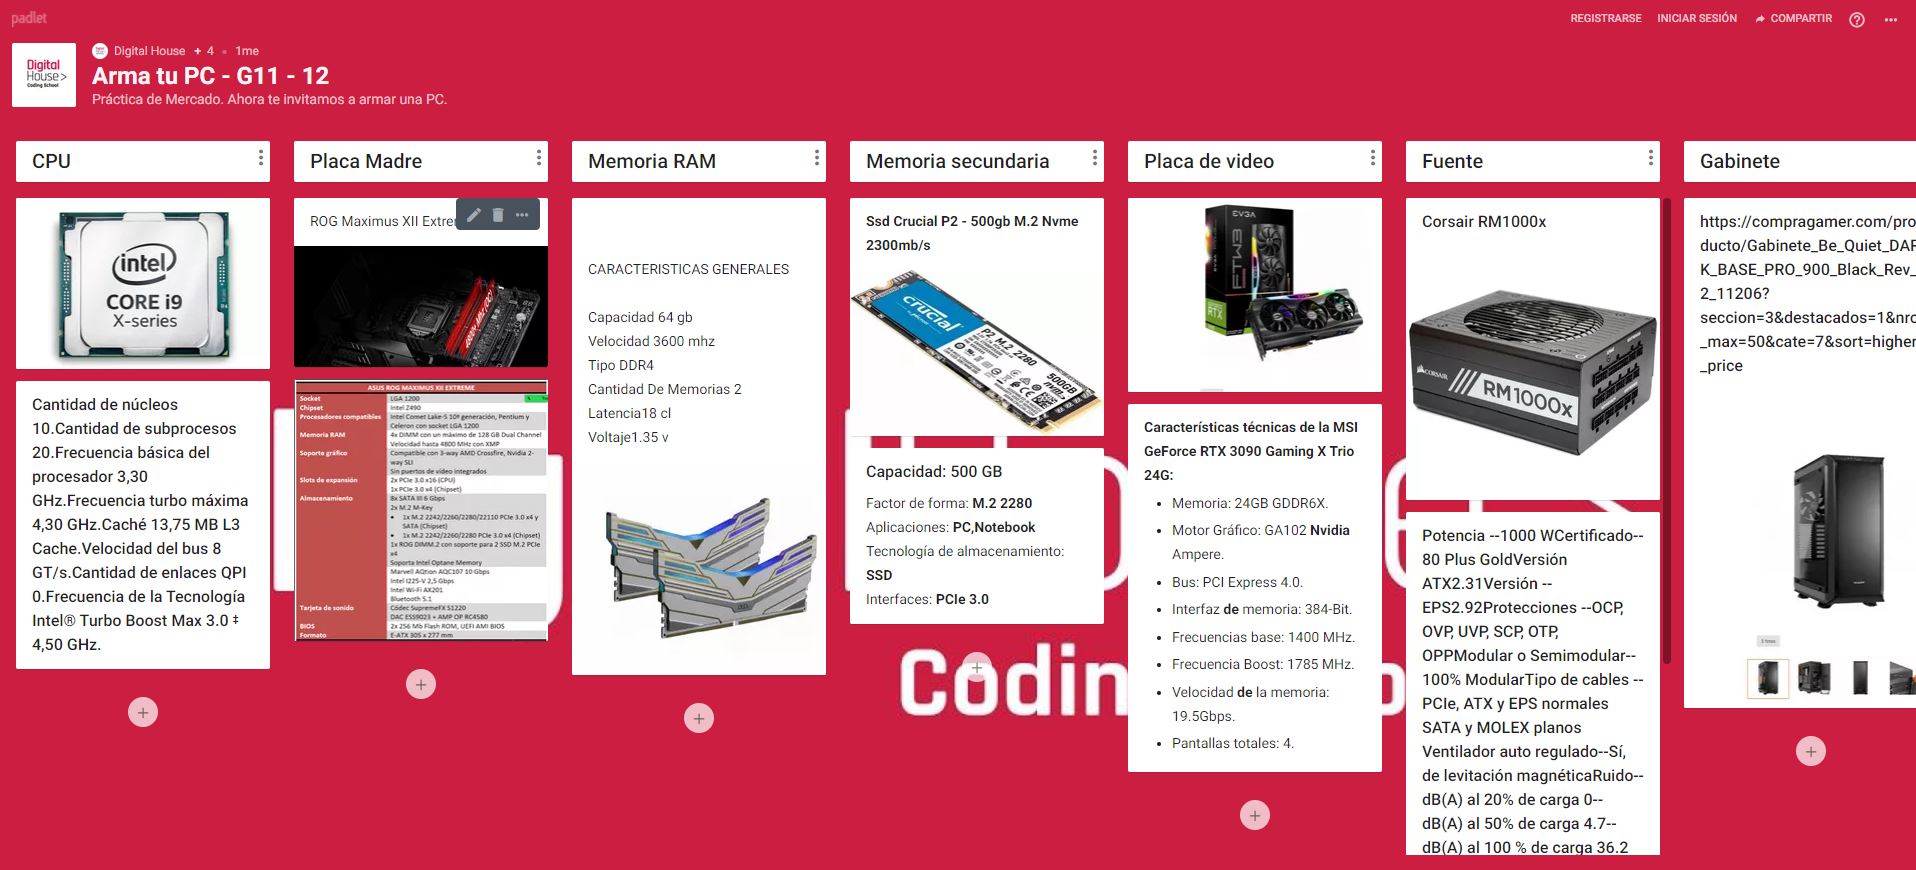 padlet
REGISTRARSE
INICIAR SESIÓN
COMPARTIR
Digital
House>
Coding School
Digital House + 4 • 1me
Arma tu PC - G11 - 12
Práctica de Mercado. Ahora te invitamos a armar una PC.
CPU
intel
CORE i9
X-series
Cantidad de núcleos
10.Cantidad de subprocesos
20.Frecuencia básica del
procesador 3,30
GHz.Frecuencia turbo máxima
4,30 GHz.Caché 13,75 MB L3
Cache.Velocidad del bus 8
GT/s.Cantidad de enlaces QPI
0.Frecuencia de la Tecnología
Intel® Turbo Boost Max 3.0 ‡
4,50 GHz.
Placa Madre
ROG Maximus XII Extre
ASUS ROG MAXIMUS XII EXTREME
Socket LGA 1200
Chipset Intel Z490
Procesadores compatibles Intel Comet Lake-S 10ª generación, Pentium y
Celeron con socket LGA 1200
Memoria RAM 4x DIMM con un máximo de 128 GB Dual Channel
Velocidad hasta 4800 MHz con XMP
Soporte gráfico Compatible con 3-way AMD Crossfire, Nvidia 2-
way SLI
Sin puertos de vídeo integrados
Slots de expansión 2x PCIe 3.0 x16 (CPU)
1x PCIe 3.0 x4 (Chipset)
Almacenamiento 8x SATA III 6 Gbps
2x M.2 M-Key
• 1x M.2 2242/2260/2280/22110 PCIe 3.0 x4 y
SATA (Chipset)
• 1x M.2 2242/2260/2280 PCIe 3.0 x4 (Chipset)
1x ROG DIMM.2 con soporte para 2 SSD M.2 PCIe
x4
Soporta Intel Optane Memory
Marvell AQtion AQC107 10 Gbps
Intel I225-V 2,5 Gbps
Intel Wi-Fi AX201
Bluetooth 5.1
Tarjeta de sonido Códec SupremeFX S1220
DAC ESS9023 + AMP OP RC4580
BIOS 2x 256 Mb Flash ROM, UEFI AMI BIOS
Formato E-ATX 305 x 277 mm
Memoria RAM
CARACTERISTICAS GENERALES
Capacidad 64 gb
Velocidad 3600 mhz
Tipo DDR4
Cantidad De Memorias 2
Latencia18 cl
Voltaje1.35 v
Memoria secundaria
Ssd Crucial P2 - 500gb M.2 Nvme
2300mb/s
crucial
P2 M.2 2280
500GB
Capacidad: 500 GB
Factor de forma: M.2 2280
Aplicaciones: PC,Notebook
Tecnología de almacenamiento:
SSD
Interfaces: PCIe 3.0
Codin
Placa de video
EVGA
RTX
Características técnicas de la MSI
GeForce RTX 3090 Gaming X Trio
24G:
• Memoria: 24GB GDDR6X.
• Motor Gráfico: GA102 Nvidia
Ampere.
• Bus: PCI Express 4.0.
• Interfaz de memoria: 384-Bit.
• Frecuencias base: 1400 MHz.
• Frecuencia Boost: 1785 MHz.
• Velocidad de la memoria:
19.5Gbps.
• Pantallas totales: 4.
Fuente
Corsair RM1000x
CORSAIR
RM1000x
Potencia --1000 WCertificado--
80 Plus GoldVersión
ATX2.31Versión --
EPS2.92Protecciones --OCP,
OVP, UVP, SCP, OTP,
OPPModular o Semimodular--
100% ModularTipo de cables --
PCIe, ATX y EPS normales
SATA y MOLEX planos
Ventilador auto regulado--Sí,
de levitación magnéticaRuido--
dB(A) al 20% de carga 0--
dB(A) al 50% de carga 4.7--
dB(A) al 100 % de carga 36.2
Gabinete
https://compragamer.com/pro
ducto/Gabinete_Be_Quiet_DAR
K_BASE_PRO_900_Black_Rev_
2_11206?
seccion=3&destacados=1&nro
_max=50&cate=7&sort=higher
_price